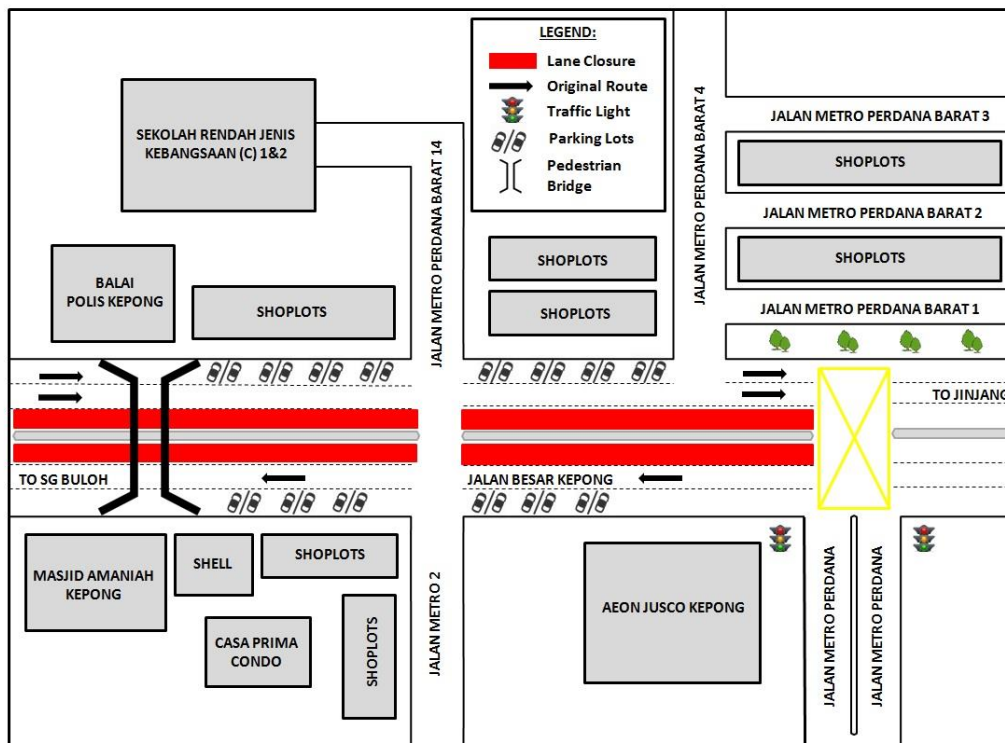 LEGEND:
Lane Closure
Original Route
Traffic Light
Parking Lots
Pedestrian
Bridge
SEKOLAH RENDAH JENIS
KEBANGSAAN (C) 1&2
JALAN METRO PERDANA BARAT 14
JALAN METRO PERDANA BARAT 4
JALAN METRO PERDANA BARAT 3
SHOPLOTS
JALAN METRO PERDANA BARAT 2
SHOPLOTS
JALAN METRO PERDANA BARAT 1
BALAI
POLIS KEPONG
SHOPLOTS
SHOPLOTS
SHOPLOTS
TO JINJANG
TO SG BULOH
JALAN BESAR KEPONG
MASJID AMANIAH
KEPONG
SHELL
SHOPLOTS
CASA PRIMA
CONDO
SHOPLOTS
JALAN METRO 2
AEON JUSCO KEPONG
JALAN METRO PERDANA
JALAN METRO PERDANA